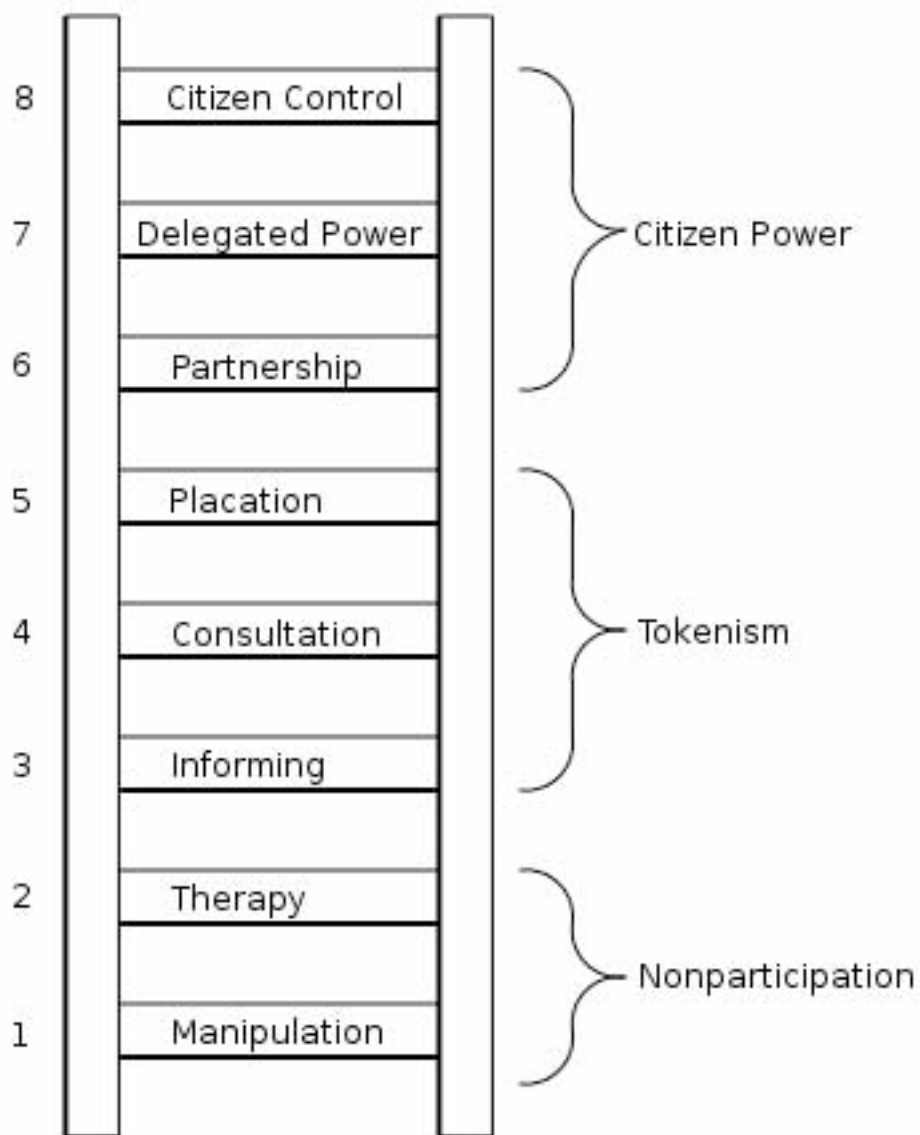 8 Citizen Control
7 Delegated Power
Citizen Power
6 Partnership
5 Placation
4 Consultation
Tokenism
3 Informing
2 Therapy
Nonparticipation
1 Manipulation